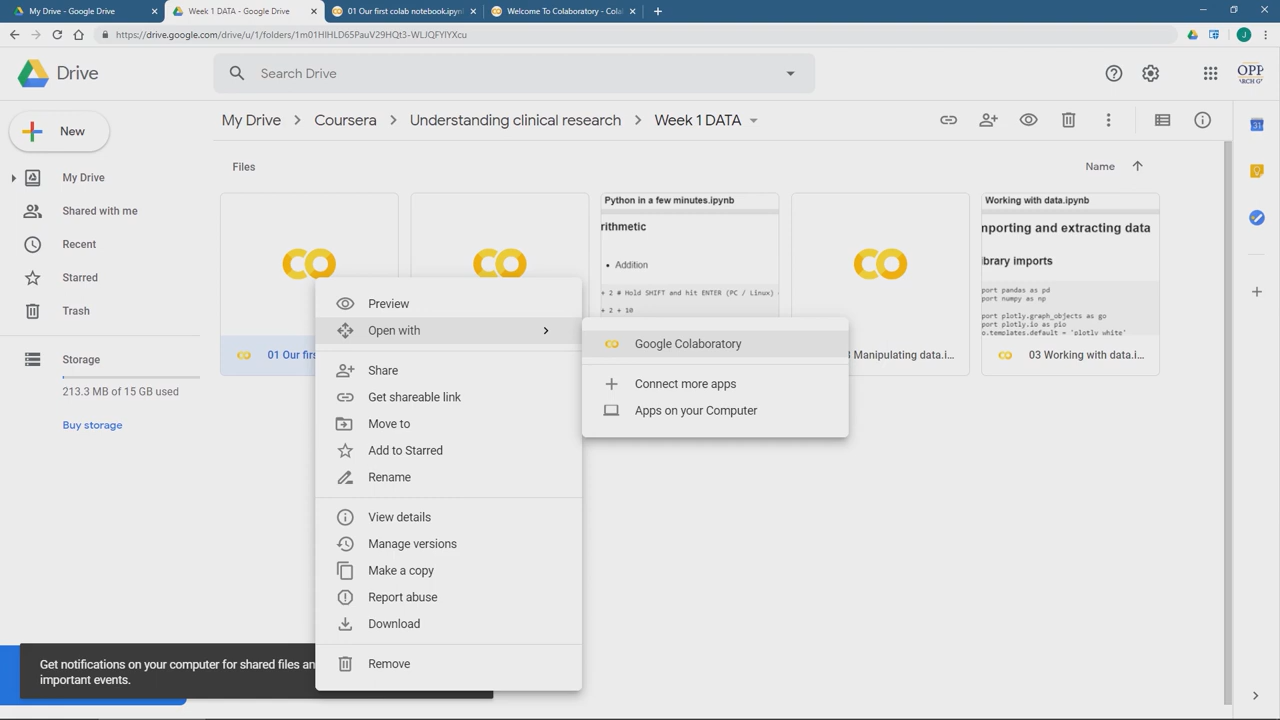 My Drive - Google Drive
Week 1 DATA - Google Drive
01 Our first colab notebook.ipynb
Welcome To Colaboratory - Colab
https://drive.google.com/drive/u/1/folders/1m01HIHLD65PauV29HQt3-WLJQFYIYXcu
J
Drive
Search Drive
OPP
ARCH G
New
My Drive
Coursera
Understanding clinical research
Week 1 DATA
31
My Drive
Shared with me
Recent
Starred
Trash
Storage
213.3 MB of 15 GB used
Buy storage
Files
Name
Python in a few minutes.ipynb
rithmetic
• Addition
+ 2 # Hold SHIFT and hit ENTER (PC / Linux)
+ 2 + 10
Working with data.ipynb
nporting and extracting data
ibrary imports
port pandas as pd
port numpy as np
port plotly.graph_objects as go
port plotly.io as pio
o.templates.default = 'plotly_white'
01 Our firs
Manipulating data.i...
03 Working with data.i...
Preview
Open with
Share
Get shareable link
Move to
Add to Starred
Rename
View details
Manage versions
Make a copy
Report abuse
Download
Remove
Google Colaboratory
Connect more apps
Apps on your Computer
Get notifications on your computer for shared files an
important events.